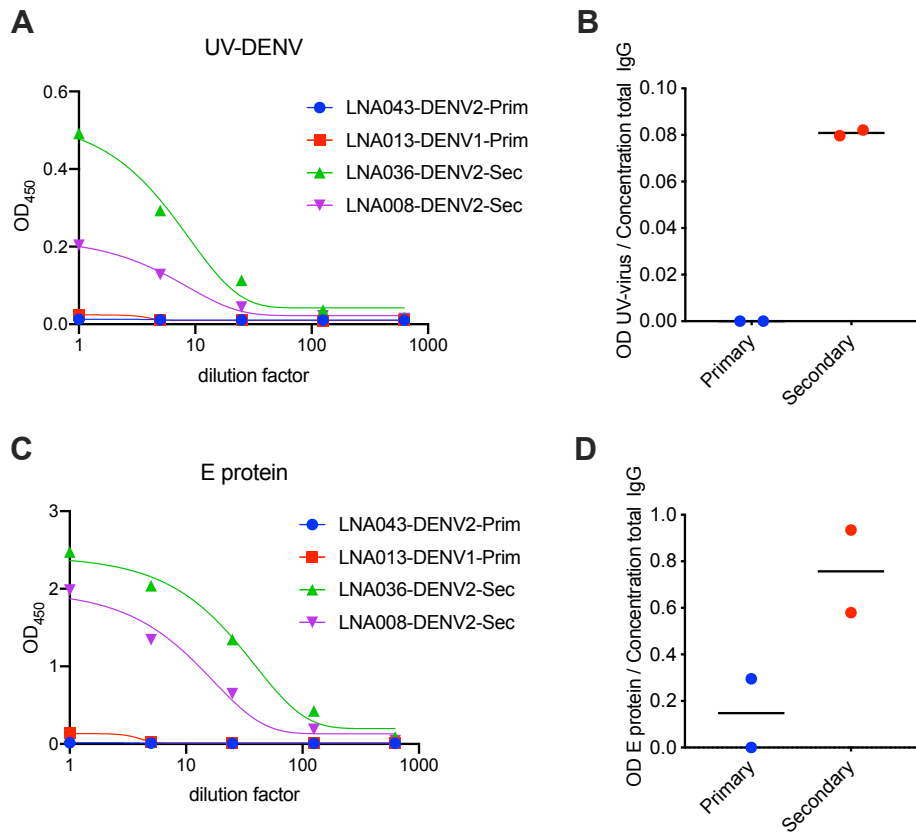 A
UV-DENV
OD450
0.6
0.4
0.2
0.0
1
10
100
1000
dilution factor
LNA043-DENV2-Prim
LNA013-DENV1-Prim
LNA036-DENV2-Sec
LNA008-DENV2-Sec
B
OD UV-virus / Concentration total IgG
0.10
0.08
0.06
0.04
0.02
0.00
Primary
Secondary
C
E protein
OD450
3
2
1
0
1
10
100
1000
dilution factor
LNA043-DENV2-Prim
LNA013-DENV1-Prim
LNA036-DENV2-Sec
LNA008-DENV2-Sec
D
OD E protein / Concentration total IgG
1.0
0.8
0.6
0.4
0.2
0.0
Primary
Secondary